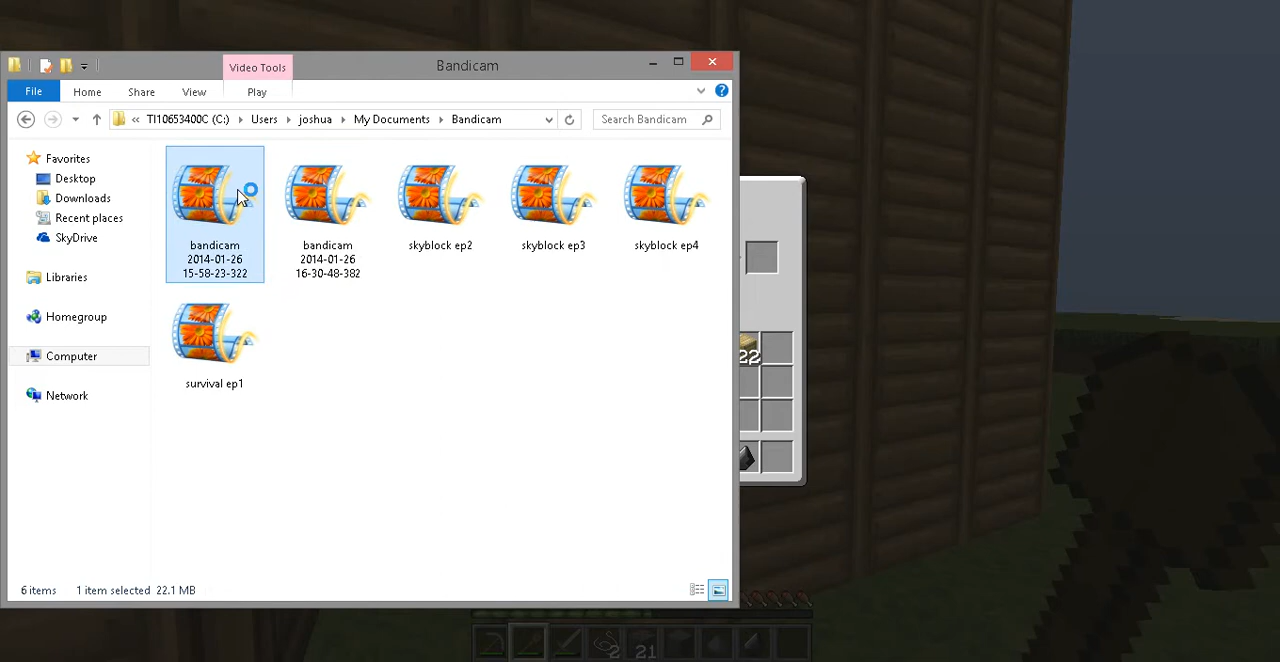 Video Tools
Bandicam
File
Home
Share
View
Play
« TI10653400C (C:) Users joshua My Documents Bandicam
Search Bandicam
Favorites
Desktop
Downloads
Recent places
SkyDrive
Libraries
Homegroup
Computer
Network
bandicam
2014-01-26
15-58-23-322
bandicam
2014-01-26
16-30-48-382
skyblock ep2
skyblock ep3
skyblock ep4
survival ep1
6 items 1 item selected 22.1 MB
22
2
21